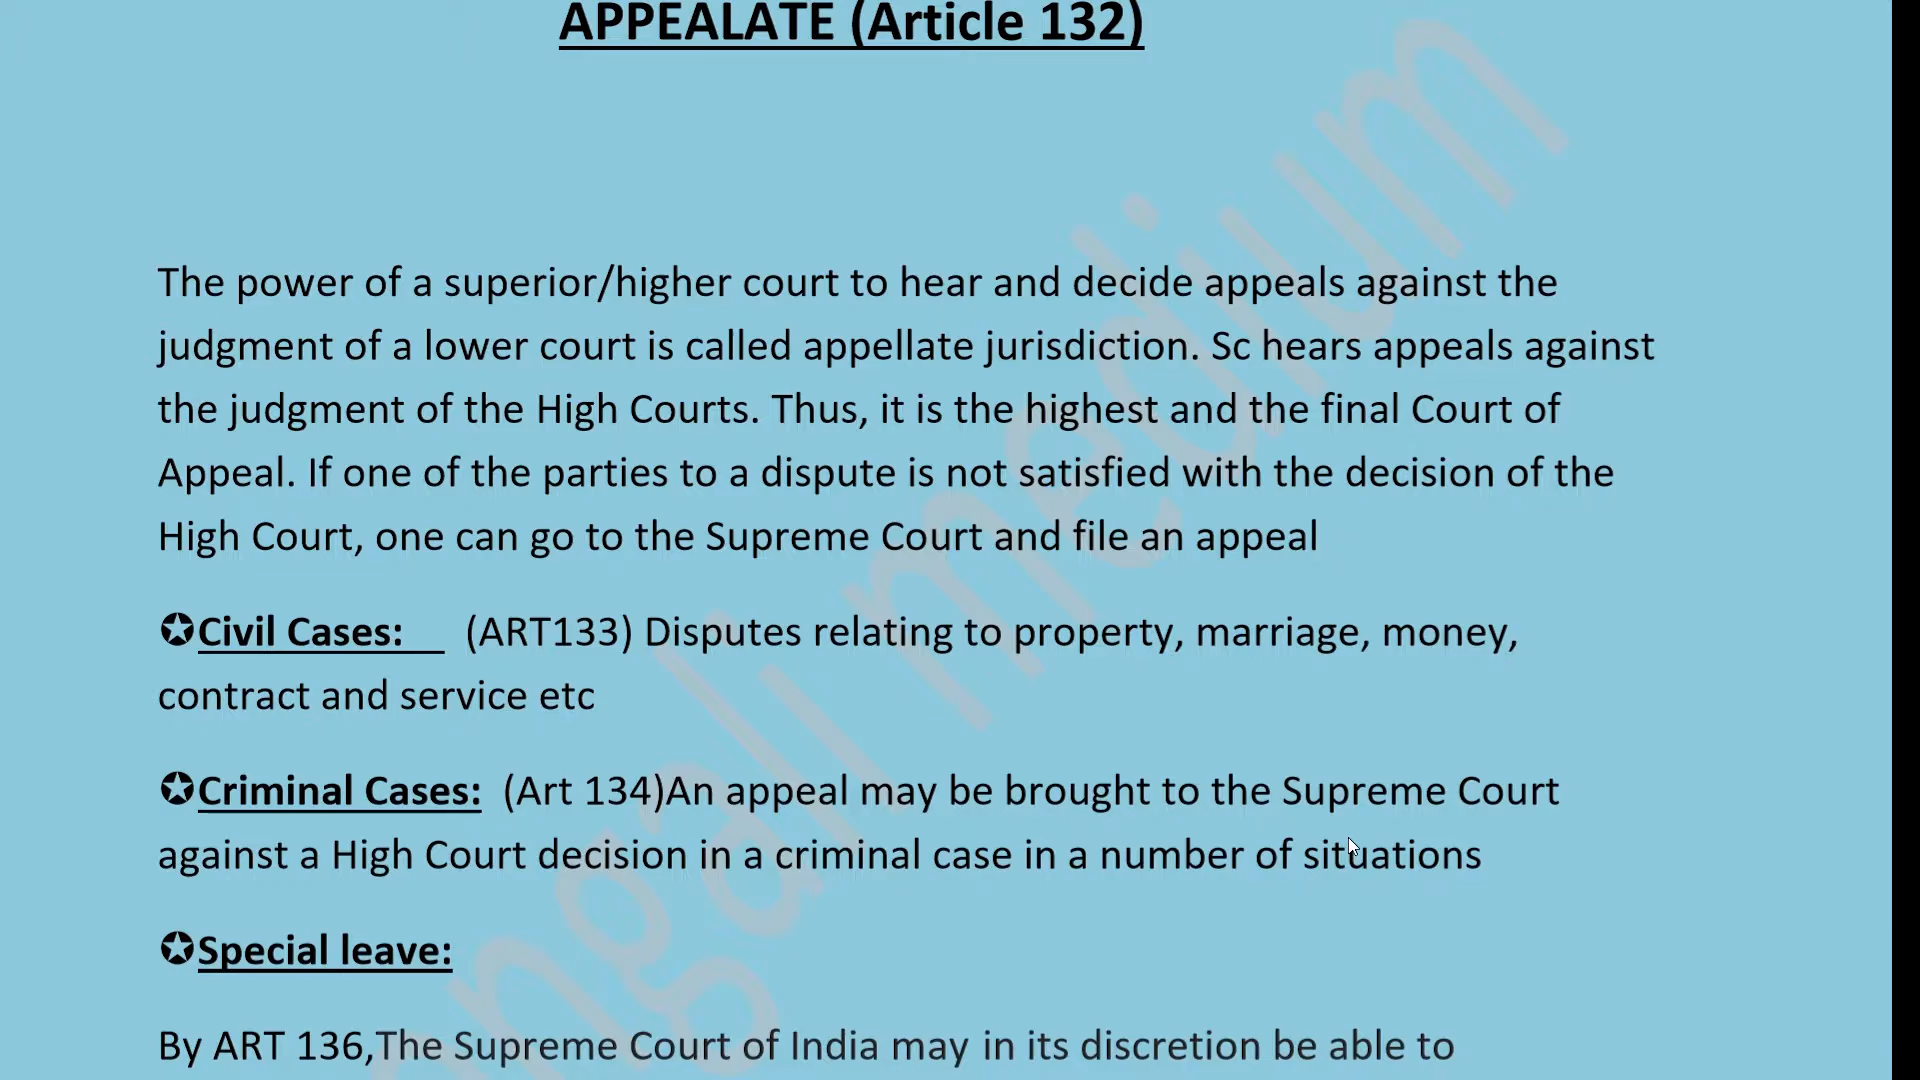 APPEALATE (Article 132)
The power of a superior/higher court to hear and decide appeals against the
judgment of a lower court is called appellate jurisdiction. Sc hears appeals against
the judgment of the High Courts. Thus, it is the highest and the final Court of
Appeal. If one of the parties to a dispute is not satisfied with the decision of the
High Court, one can go to the Supreme Court and file an appeal
✪Civil Cases: (ART133) Disputes relating to property, marriage, money,
contract and service etc
✪Criminal Cases: (Art 134)An appeal may be brought to the Supreme Court
against a High Court decision in a criminal case in a number of situations
✪Special leave:
By ART 136,The Supreme Court of India may in its discretion be able to
medium